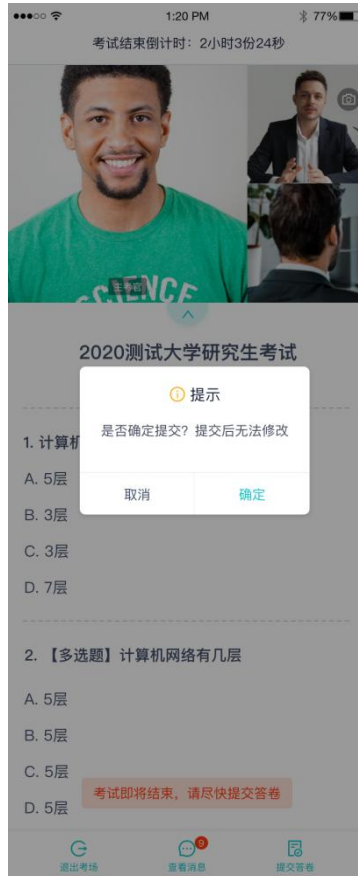 1:20 PM
77%
考试结束倒计时：2小时3份24秒
SCIENCE
主考官
2020测试大学研究生考试
提示
是否确定提交？提交后无法修改
取消
确定
1. 计算机
A. 5层
B. 3层
C. 3层
D. 7层
2. 【多选题】计算机网络有几层
A. 5层
B. 5层
C. 5层
考试即将结束，请尽快提交答卷
D. 5层
9
退出考场
查看消息
提交答卷